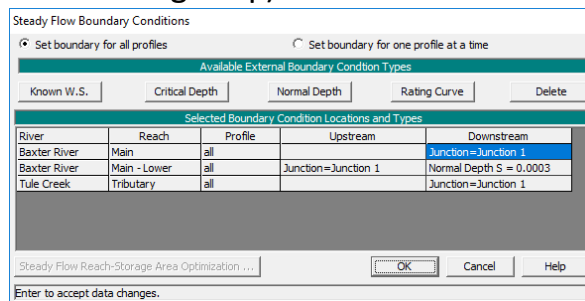 Steady Flow Boundary Conditions
Set boundary for all profiles Set boundary for one profile at a time
Available External Boundary Condtion Types
Known W.S. Critical Depth Normal Depth Rating Curve Delete
Selected Boundary Condition Locations and Types
River Reach Profile Upstream Downstream
Baxter River Main all Junction=Junction 1
Baxter River Main - Lower all Junction=Junction 1 Normal Depth S = 0.0003
Tule Creek Tributary all Junction=Junction 1
Steady Flow Reach-Storage Area Optimization ... OK Cancel Help
Enter to accept data changes.